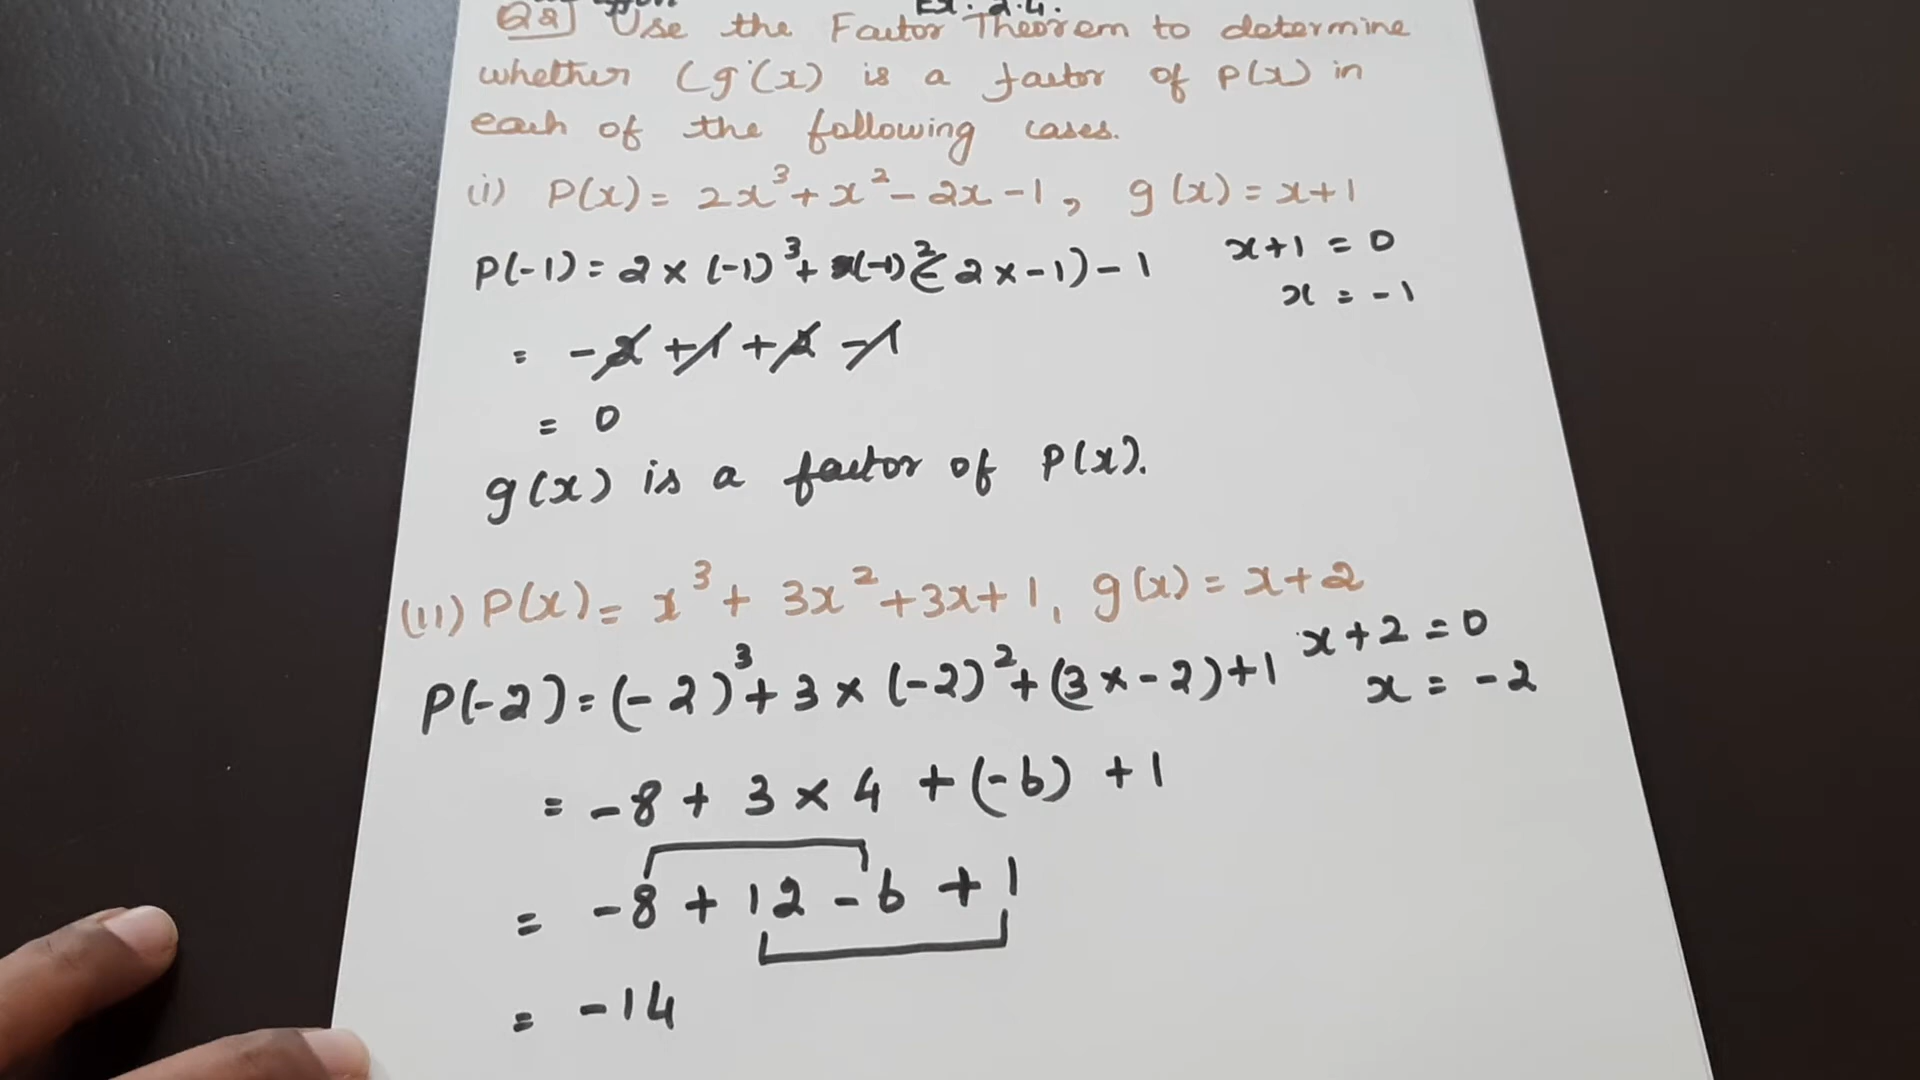 Ex. 2.4.
Q2] Use the Factor Theorem to determine
whether (g(x) is a factor of P(x) in
each of the following cases.
(i) P(x) = 2x³ + x² - 2x - 1, g(x) = x+1
P(-1) = 2 × (-1)³ + (-1)² - (2 × -1) - 1
x+1 = 0
x = -1
= -2 + 1 + 2 - 1
= 0
g(x) is a factor of P(x).
(ii) P(x) = x³ + 3x² + 3x + 1, g(x) = x+2
x+2 = 0
P(-2) = (-2)³ + 3 × (-2)² + (3 × -2) + 1
x = -2
= -8 + 3 × 4 + (-6) + 1
= -8 + 12 - 6 + 1
= -14